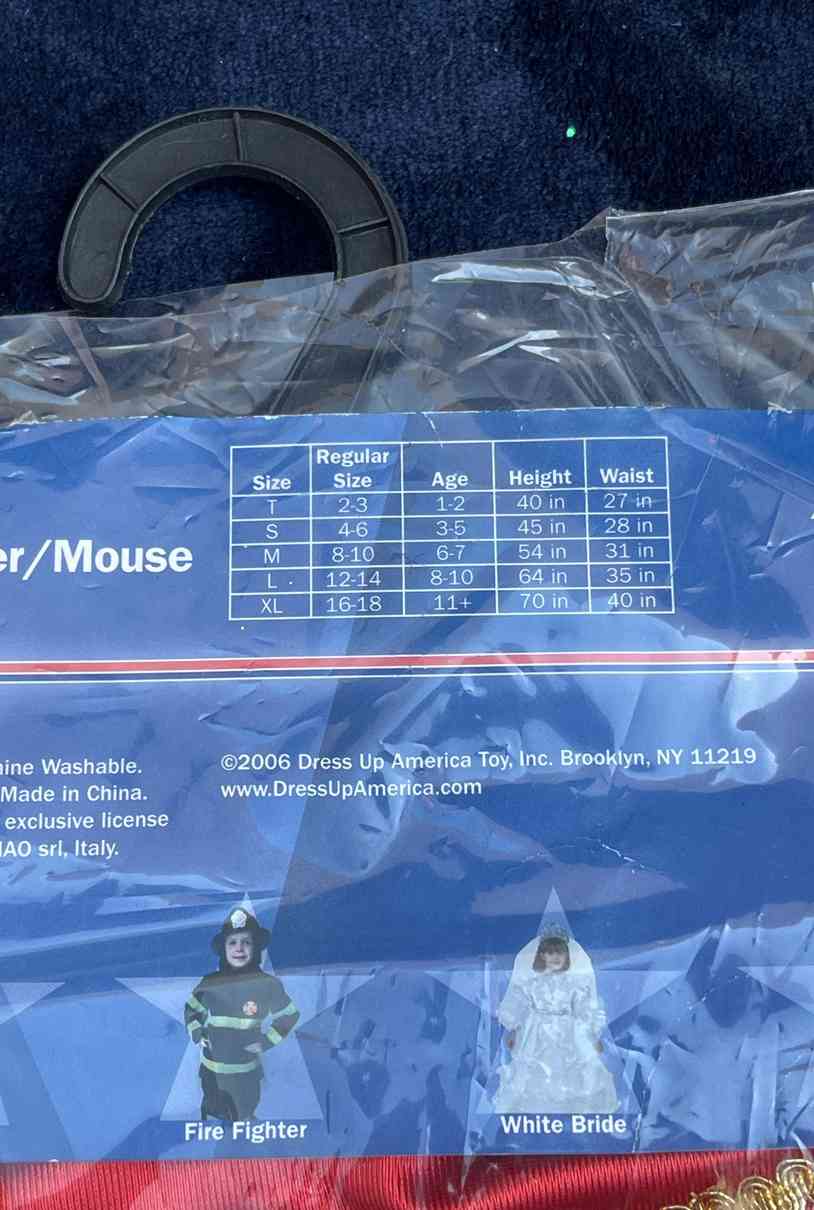 Size Regular Size Age Height Waist
T 2-3 1-2 40 in 27 in
S 4-6 3-5 45 in 28 in
M 8-10 6-7 54 in 31 in
L 12-14 8-10 64 in 35 in
XL 16-18 11+ 70 in 40 in
er/Mouse
hine Washable.
Made in China.
exclusive license
IAO srl, Italy.
©2006 Dress Up America Toy, Inc. Brooklyn, NY 11219
www.DressUpAmerica.com
Fire Fighter
White Bride